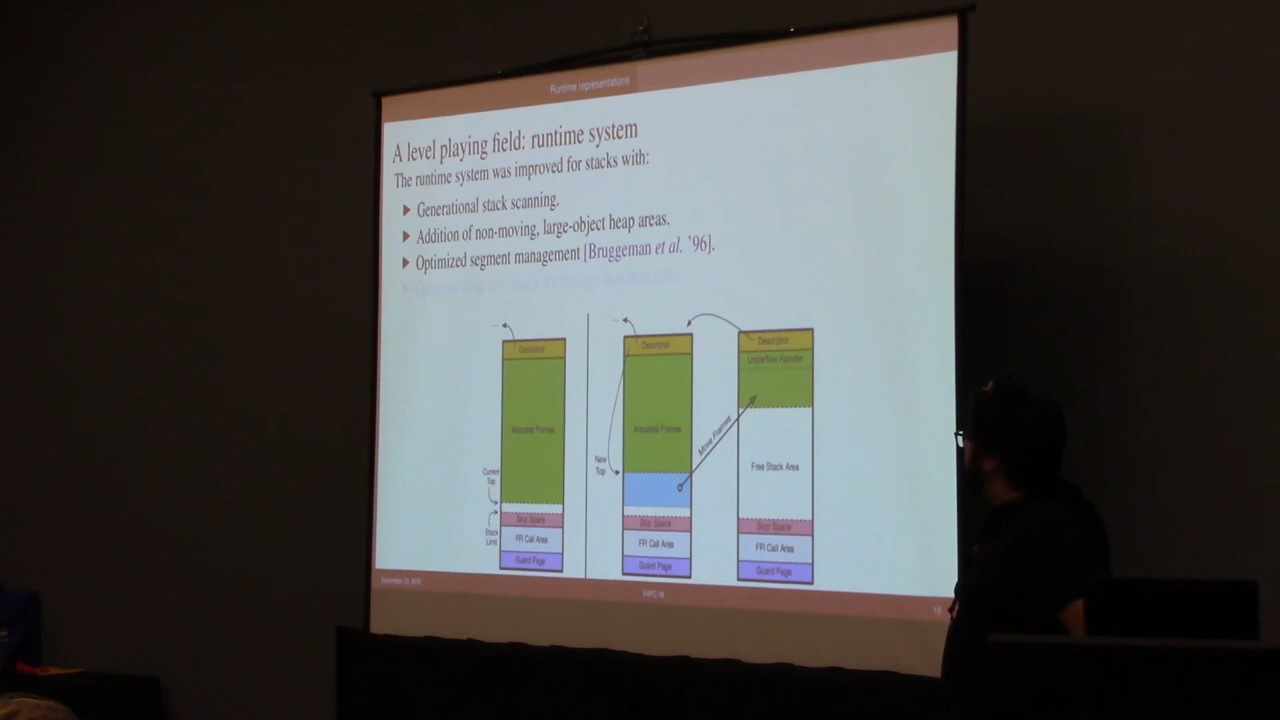 Runtime representations
A level playing field: runtime system
The runtime system was improved for stacks with:
Generational stack scanning.
Addition of non-moving, large-object heap areas.
Optimized segment management [Bruggeman et al. '96].
Descriptor
Allocated Frames
Current
Top
Stack
Limit
Slop Space
FFI Call Area
Guard Page
Descriptor
Allocated Frames
New
Top
Move Frames
Slop Space
FFI Call Area
Guard Page
Descriptor
Underflow Handler
Free Stack Area
Slop Space
FFI Call Area
Guard Page
15